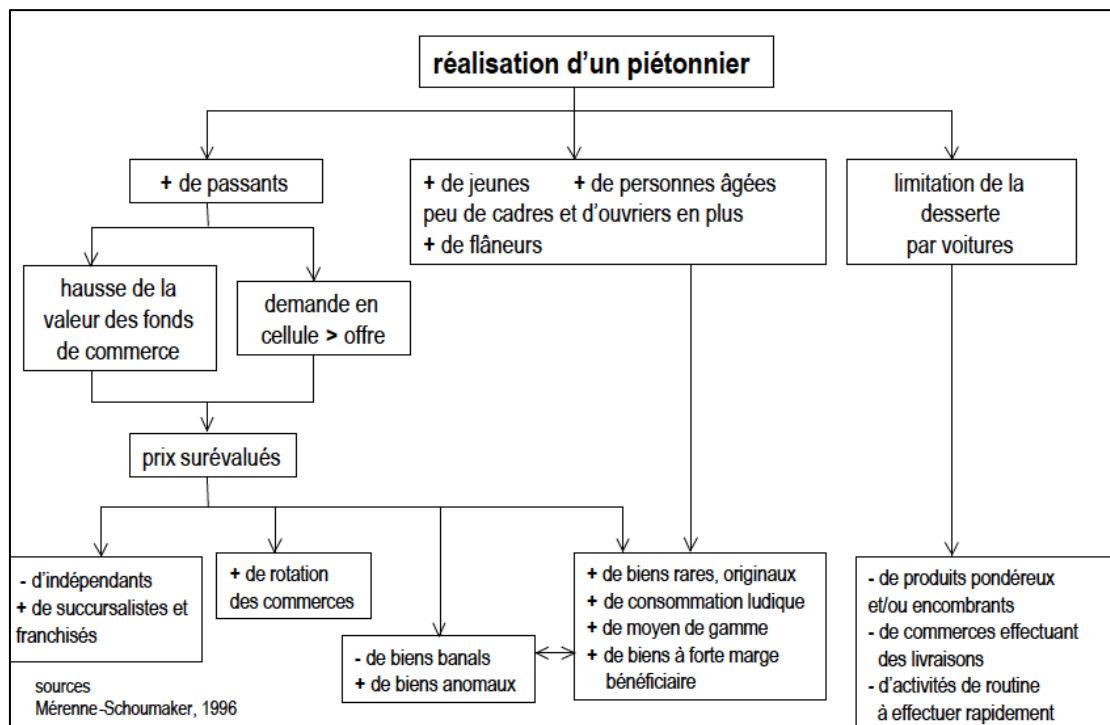 réalisation d'un piétonnier
+ de passants
+ de jeunes + de personnes âgées
peu de cadres et d'ouvriers en plus
+ de flâneurs
limitation de la
desserte
par voitures
hausse de la
valeur des fonds
de commerce
demande en
cellule > offre
prix surévalués
- d'indépendants
+ de succursalistes et
franchisés
+ de rotation
des commerces
- de biens banals
+ de biens anomaux
+ de biens rares, originaux
+ de consommation ludique
+ de moyen de gamme
+ de biens à forte marge
bénéficiaire
- de produits pondéreux
et/ou encombrants
- de commerces effectuant
des livraisons
- d'activités de routine
à effectuer rapidement
sources
Mérenne-Schoumaker, 1996